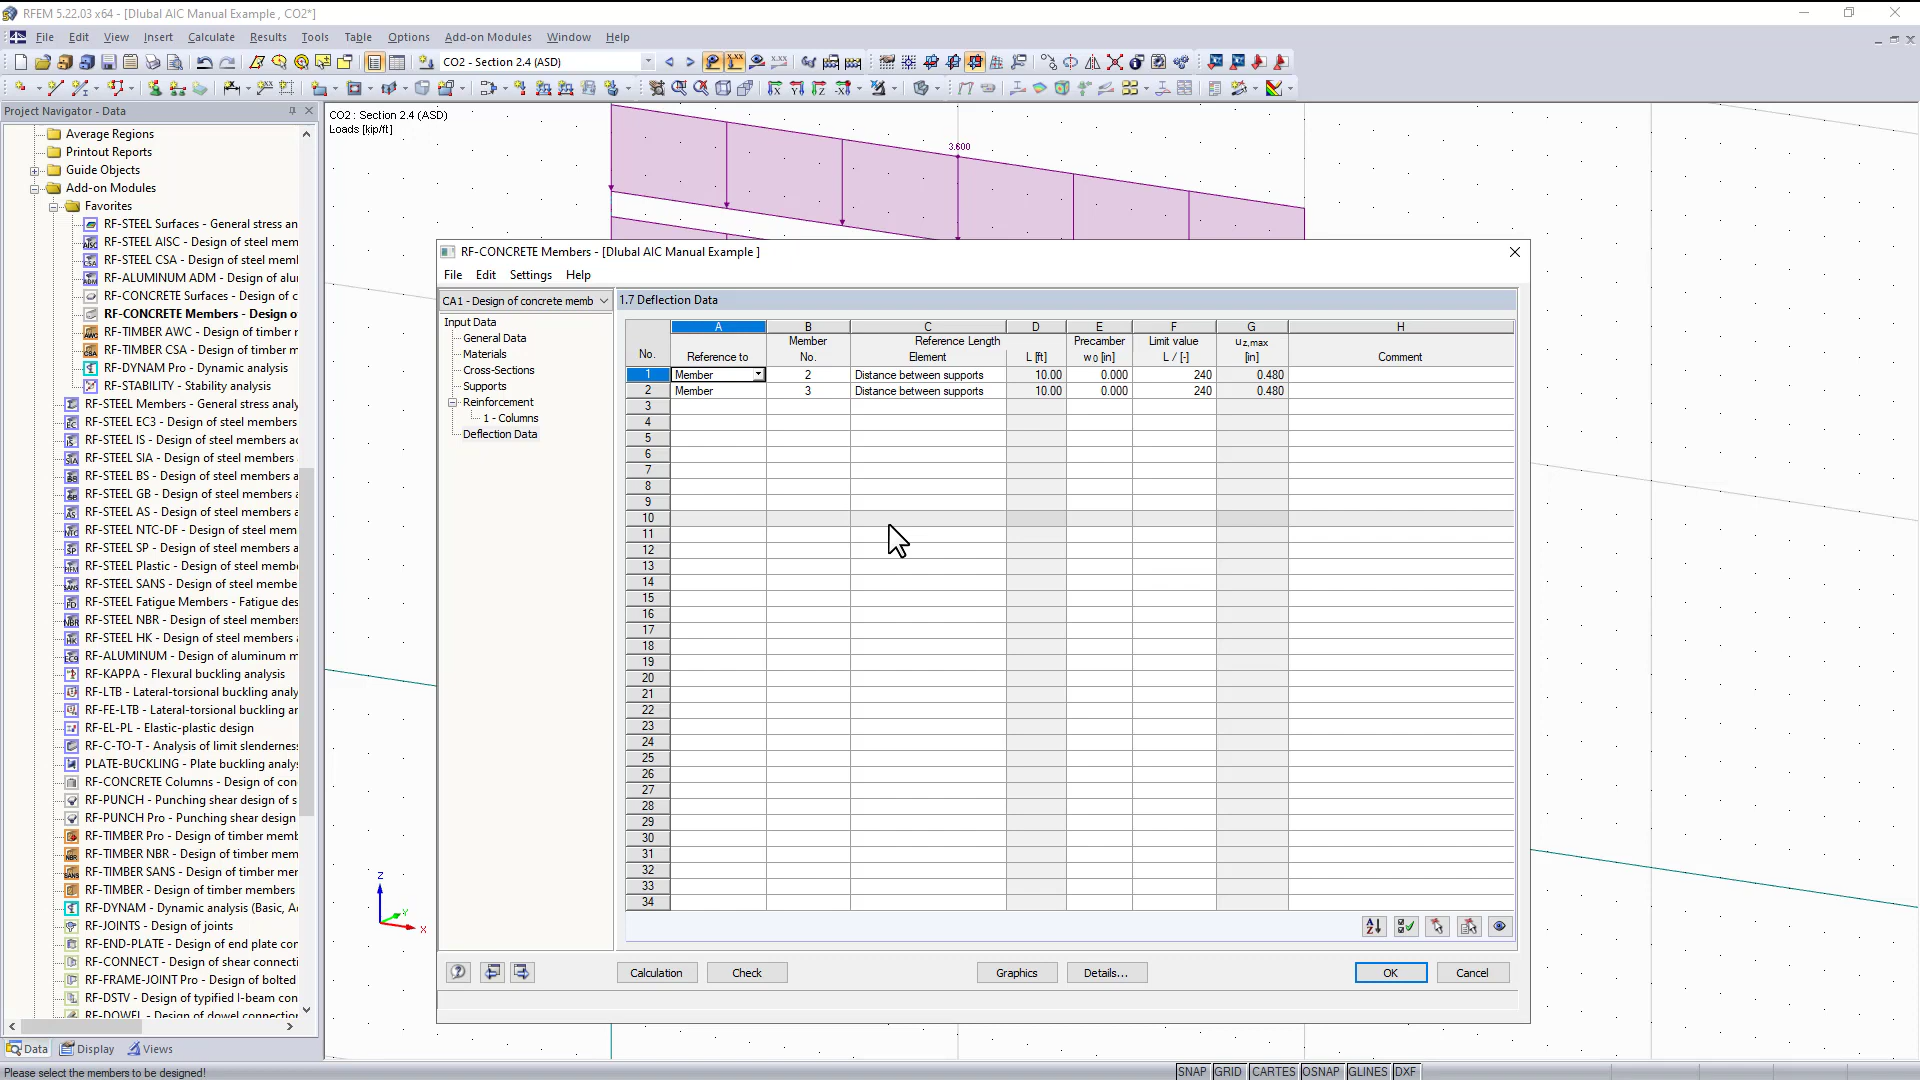 RFEM 5.22.03 x64 - [Dlubal AIC Manual Example , CO2*]
File Edit View Insert Calculate Results Tools Table Options Add-on Modules Window Help
CO2 - Section 2.4 (ASD)
Project Navigator - Data
Average Regions
Printout Reports
Guide Objects
Add-on Modules
Favorites
RF-STEEL Surfaces - General stress an
RF-STEEL AISC - Design of steel mem
RF-STEEL CSA - Design of steel memb
RF-ALUMINUM ADM - Design of alu
RF-CONCRETE Surfaces - Design of c
RF-CONCRETE Members - Design o
RF-TIMBER AWC - Design of timber r
RF-TIMBER CSA - Design of timber m
RF-DYNAM Pro - Dynamic analysis
RF-STABILITY - Stability analysis
RF-STEEL Members - General stress analy
RF-STEEL EC3 - Design of steel members
RF-STEEL IS - Design of steel members ac
RF-STEEL SIA - Design of steel members
RF-STEEL BS - Design of steel members a
RF-STEEL GB - Design of steel members a
RF-STEEL AS - Design of steel members a
RF-STEEL NTC-DF - Design of steel mem
RF-STEEL SP - Design of steel members a
RF-STEEL Plastic - Design of steel membe
RF-STEEL SANS - Design of steel member
RF-STEEL Fatigue Members - Fatigue des
RF-STEEL NBR - Design of steel members
RF-STEEL HK - Design of steel members a
RF-ALUMINUM - Design of aluminum m
RF-KAPPA - Flexural buckling analysis
RF-LTB - Lateral-torsional buckling analy
RF-FE-LTB - Lateral-torsional buckling ar
RF-EL-PL - Elastic-plastic design
RF-C-TO-T - Analysis of limit slenderness
PLATE-BUCKLING - Plate buckling analys
RF-CONCRETE Columns - Design of con
RF-PUNCH - Punching shear design of s
RF-PUNCH Pro - Punching shear design
RF-TIMBER Pro - Design of timber memb
RF-TIMBER NBR - Design of timber mem
RF-TIMBER SANS - Design of timber mer
RF-TIMBER - Design of timber members
RF-DYNAM - Dynamic analysis (Basic, Ad
RF-JOINTS - Design of joints
RF-END-PLATE - Design of end plate con
RF-CONNECT - Design of shear connecti
RF-FRAME-JOINT Pro - Design of bolted
RF-DSTV - Design of typified I-beam con
RF-DOWEL - Design of dowel connection
Data Display Views
CO2 : Section 2.4 (ASD)
Loads [kip/ft]
3.600
Z
Y
X
RF-CONCRETE Members - [Dlubal AIC Manual Example ]
File Edit Settings Help
CA1 - Design of concrete memb
Input Data
General Data
Materials
Cross-Sections
Supports
Reinforcement
1 - Columns
Deflection Data
1.7 Deflection Data
A B C D E F G H
Member Reference Length Precamber Limit value uz,max
No. Reference to No. Element L [ft] w0 [in] L / [-] [in] Comment
1 Member 2 Distance between supports 10.00 0.000 240 0.480
2 Member 3 Distance between supports 10.00 0.000 240 0.480
3
4
5
6
7
8
9
10
11
12
13
14
15
16
17
18
19
20
21
22
23
24
25
26
27
28
29
30
31
32
33
34
Calculation Check Graphics Details... OK Cancel
Please select the members to be designed!
SNAP GRID CARTES OSNAP GLINES DXF